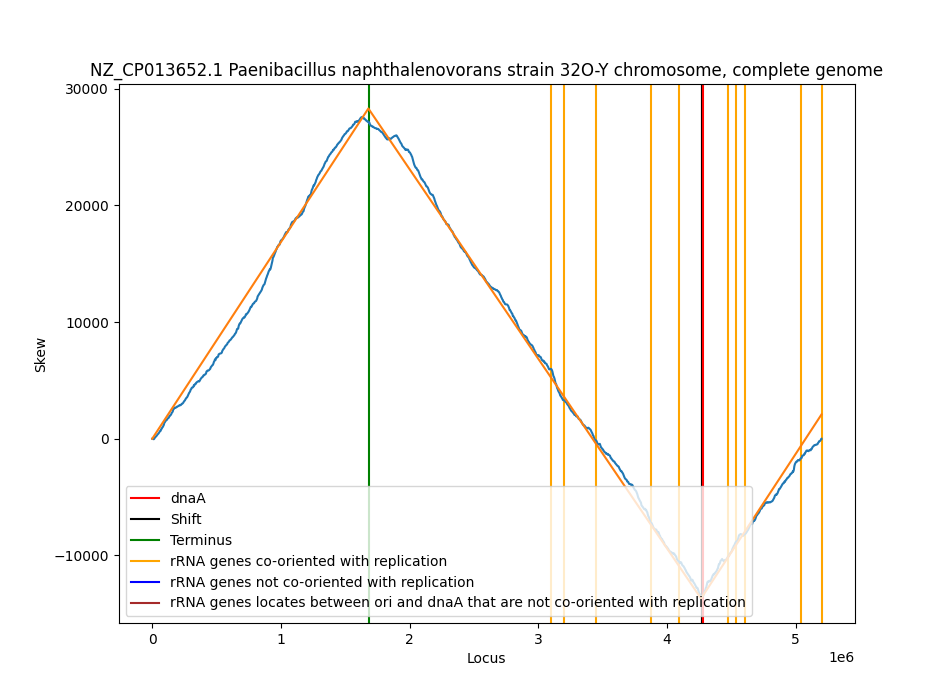 NZ_CP013652.1 Paenibacillus naphthalenovorans strain 32O-Y chromosome, complete genome
30000
20000
10000
0
−10000
Skew
dnaA
Shift
Terminus
rRNA genes co-oriented with replication
rRNA genes not co-oriented with replication
rRNA genes locates between ori and dnaA that are not co-oriented with replication
0 1 2 3 4 5
1e6
Locus